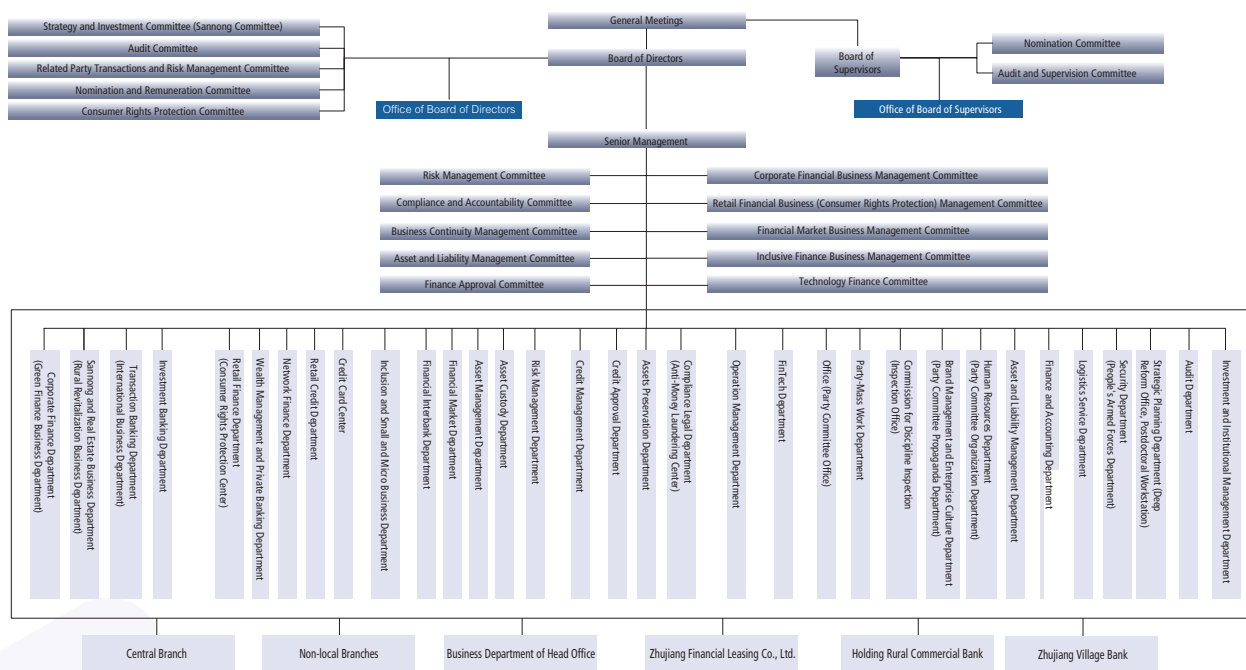 General Meetings
Strategy and Investment Committee (Sannong Committee)
Audit Committee
Related Party Transactions and Risk Management Committee
Nomination and Remuneration Committee
Consumer Rights Protection Committee
Board of Directors
Office of Board of Directors
Board of
Supervisors
Nomination Committee
Audit and Supervision Committee
Office of Board of Supervisors
Senior Management
Risk Management Committee
Corporate Financial Business Management Committee
Compliance and Accountability Committee
Retail Financial Business (Consumer Rights Protection) Management Committee
Business Continuity Management Committee
Financial Market Business Management Committee
Asset and Liability Management Committee
Inclusive Finance Business Management Committee
Finance Approval Committee
Technology Finance Committee
Corporate Finance Department
(Green Finance Business Department)
Sannong and Real Estate Business Department
(Rural Revitalization Business Department)
Transaction Banking Department
(International Business Department)
Investment Banking Department
Retail Finance Department
(Consumer Rights Protection Center)
Wealth Management and Private Banking Department
Network Finance Department
Retail Credit Department
Credit Card Center
Inclusion and Small and Micro Business Department
Financial Interbank Department
Financial Market Department
Asset Management Department
Asset Custody Department
Risk Management Department
Credit Management Department
Credit Approval Department
Assets Preservation Department
Compliance Legal Department
(Anti-Money Laundering Center)
Operation Management Department
FinTech Department
Office (Party Committee Office)
Party-Mass Work Department
Commission for Discipline Inspection
(Inspection Office)
Brand Management and Enterprise Culture Department
(Party Committee Propaganda Department)
Human Resources Department
(Party Committee Organization Department)
Asset and Liability Management Department
Finance and Accounting Department
Logistics Service Department
Security Department
(People's Armed Forces Department)
Strategic Planning Department (Deep
Reform Office, Postdoctoral Workstation)
Audit Department
Investment and Institutional Management Department
Central Branch
Non-local Branches
Business Department of Head Office
Zhujiang Financial Leasing Co., Ltd.
Holding Rural Commercial Bank
Zhujiang Village Bank